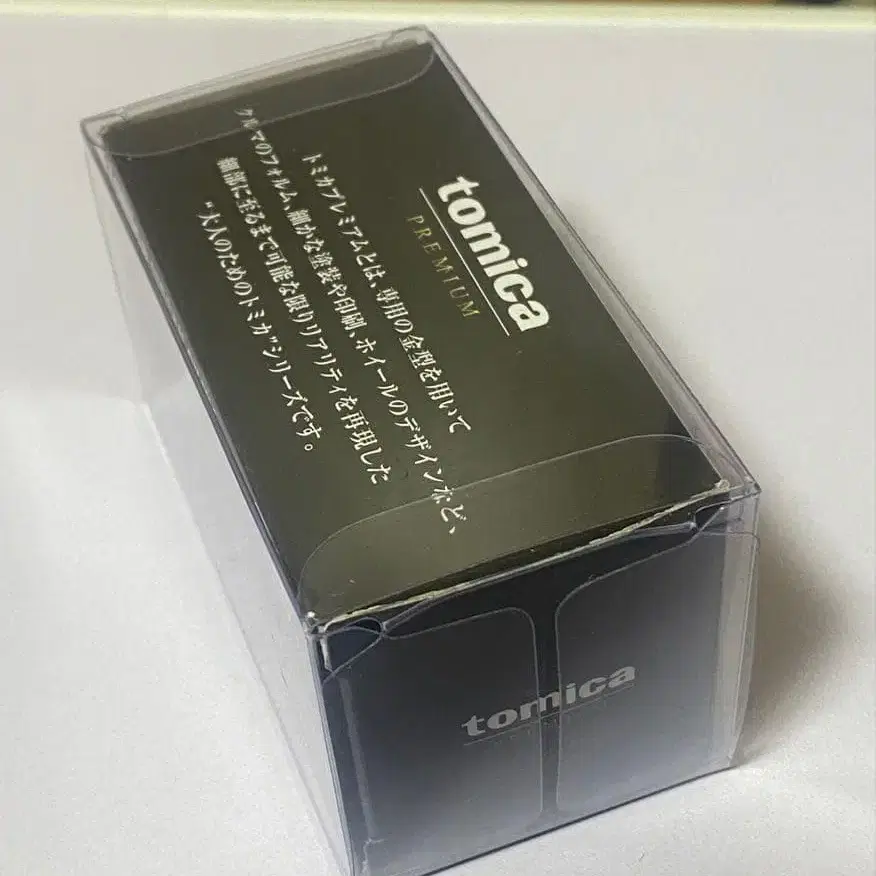 tomica
PREMIUM
トミカプレミアムとは、専用の金型を用いて
クルマのフォルム、細かな塗装や印刷、ホイールのデザインなど、
細部に至るまで可能な限りリアリティを再現した
“大人のためのトミカ”シリーズです。
tomica